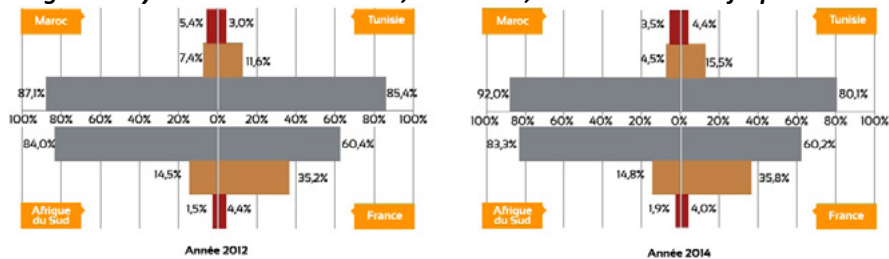 Maroc
5,4%
3,0%
Tunisie
7,4%
11,6%
87,1%
85,4%
100% 80% 60% 40% 20% 0% 20% 40% 60% 80% 100%
84,0%
60,4%
14,5%
35,2%
Afrique
du Sud
1,5%
4,4%
France
Année 2012
Maroc
3,5%
4,4%
Tunisie
4,5%
15,5%
92,0%
80,1%
100% 80% 60% 40% 20% 0% 20% 40% 60% 80% 100%
83,3%
60,2%
14,8%
35,8%
Afrique
du Sud
1,9%
4,0%
France
Année 2014